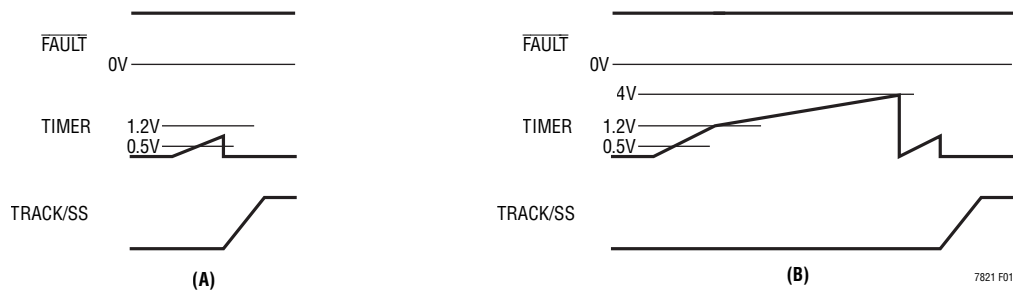 FAULT
0V
TIMER
1.2V
0.5V
TRACK/SS
(A)
FAULT
0V
4V
TIMER
1.2V
0.5V
TRACK/SS
(B)
7821 F01